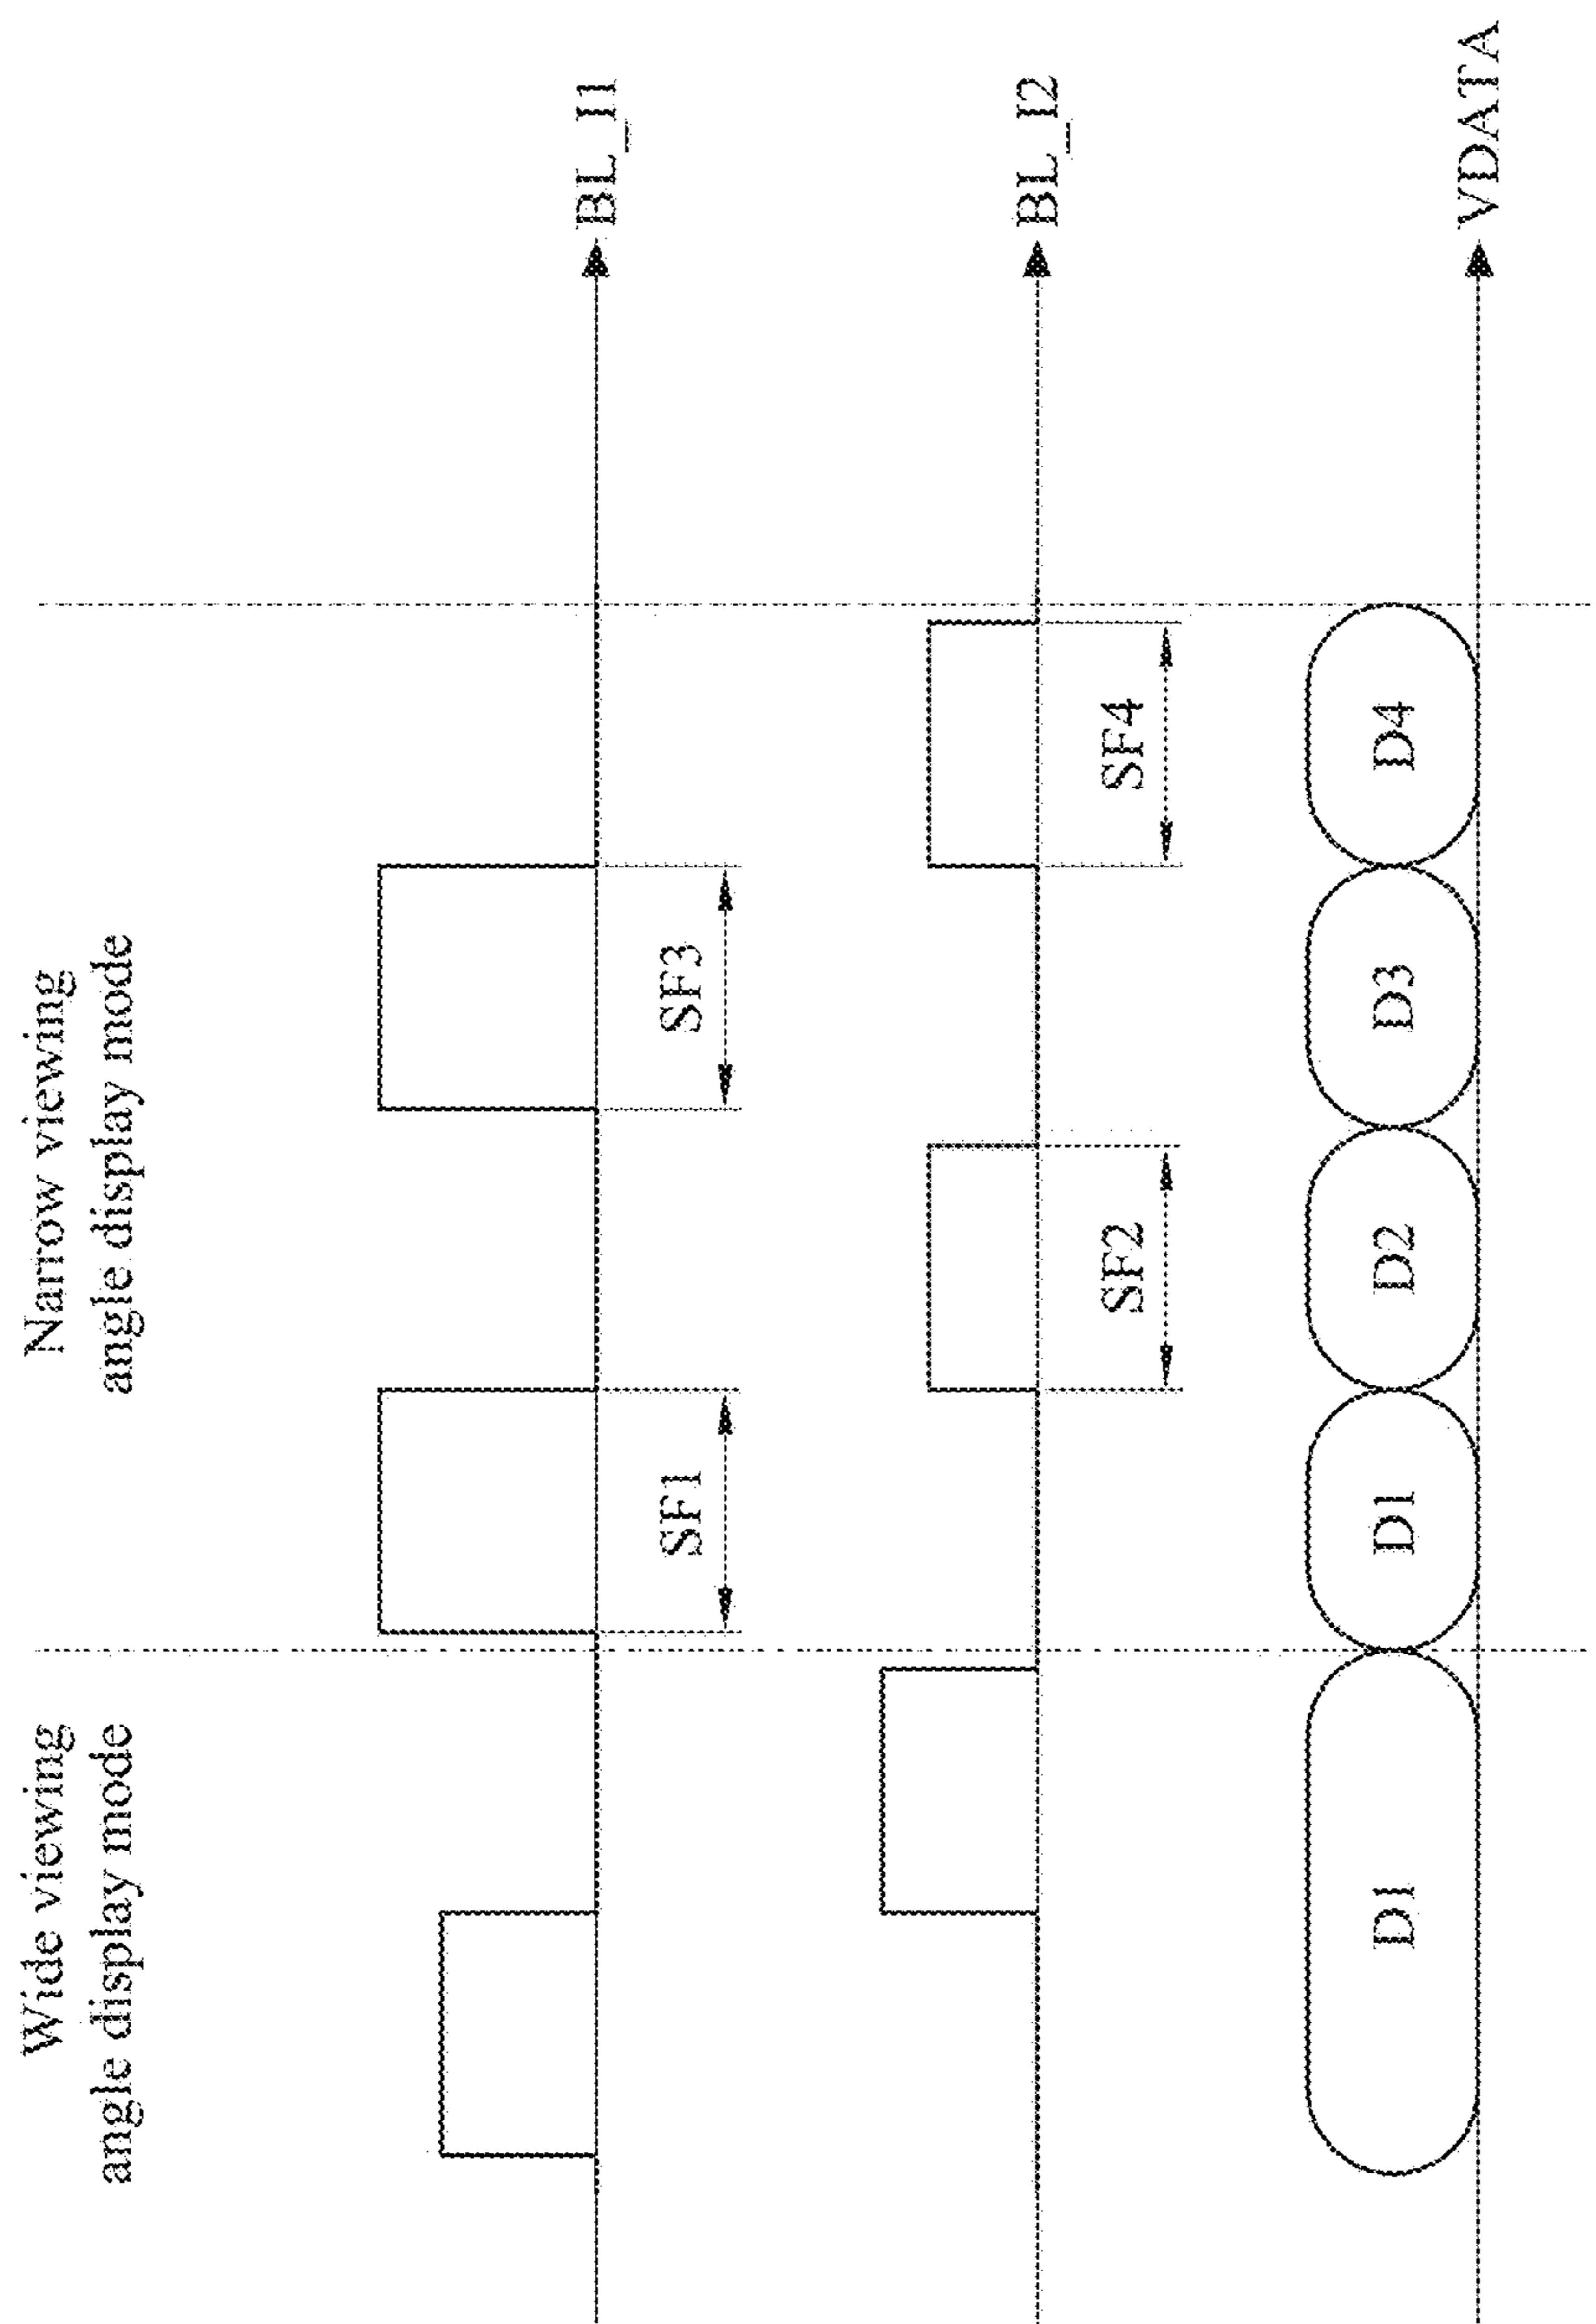 Wide viewing
angle display mode
Narrow viewing
angle display mode
BL_I1
SF1
SF3
BL_I2
SF2
SF4
VDATA
D1
D1
D2
D3
D4